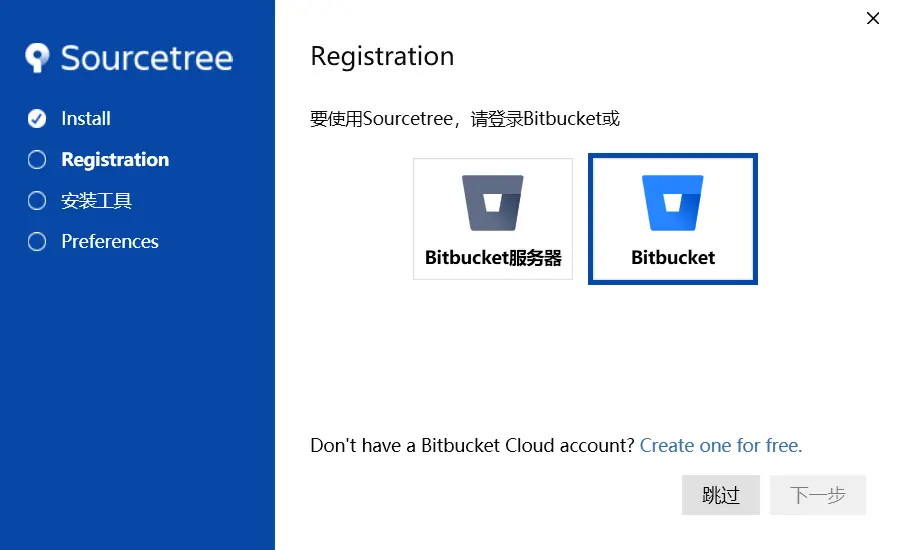 Sourcetree
Install
Registration
安装工具
Preferences
Registration
要使用Sourcetree，请登录Bitbucket或
Bitbucket服务器
Bitbucket
Don't have a Bitbucket Cloud account? Create one for free.
跳过
下一步